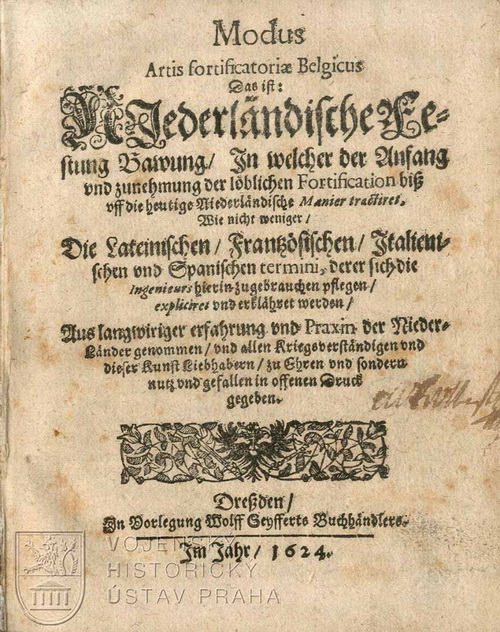 Modus
Artis fortificatoriæ Belgicus
Das ist:
Niederländische Fe-
stung Bawung/ In welcher der Anfang
vnd zunehmung der löblichen Fortification biß
vff die heutige Niederländische Manier tractiret.
Wie nicht weniger/
Die Lateinischen/ Frantzösischen/ Italieni-
schen vnd Spanischen termini, derer sich die
Ingenieurs hierin zugebrauchen pflegen/
expliciret vnd erkläret werden/
Aus langwiriger erfahrung vnd Praxin der Nieder-
Länder genommen/ vnd allen Kriegsverständigen vnd
dieser Kunst Liebhabern/ zu Ehren vnd sondern
nutz vnd gefallen in offenen Druck
gegeben.
Dreßden/
In Vorlegung Wolff Seyfferts Buchhändlers.
Im Jahr/ 1624.
VOJENSKÝ
HISTORICKÝ
ÚSTAV PRAHA